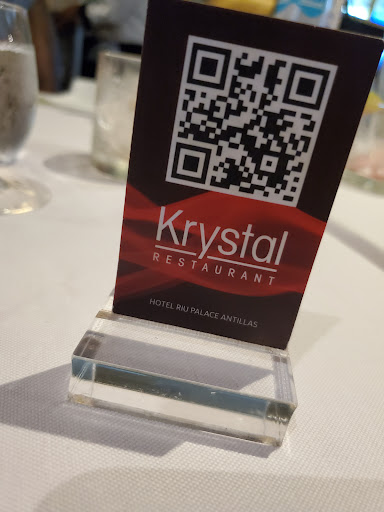 Krystal
RESTAURANT
HOTEL RIU PALACE ANTILLAS